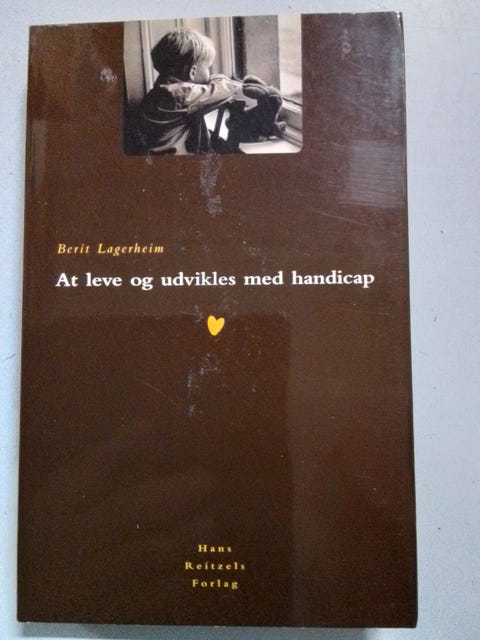 Berit Lagerheim
At leve og udvikles med handicap
Hans
Reitzels
Forlag